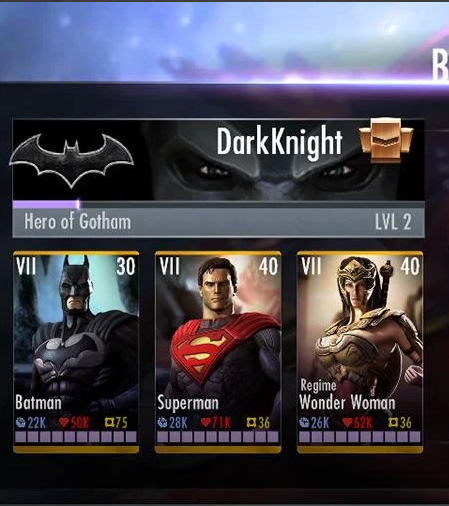 B
DarkKnight
Hero of Gotham LVL 2
VII 30
Batman
22K 50K 75
VII 40
Superman
28K 71K 36
VII 40
Regime
Wonder Woman
26K 62K 36